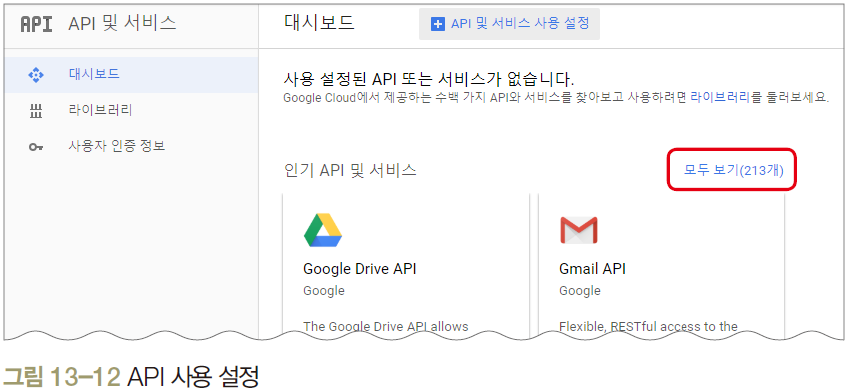 API API 및 서비스
대시보드
라이브러리
사용자 인증 정보
대시보드
API 및 서비스 사용 설정
사용 설정된 API 또는 서비스가 없습니다.
Google Cloud에서 제공하는 수백 가지 API와 서비스를 찾아보고 사용하려면 라이브러리를 둘러보세요.
인기 API 및 서비스
모두 보기(213개)
Google Drive API
Google
The Google Drive API allows
Gmail API
Google
Flexible, RESTful access to the
그림 13-12 API 사용 설정